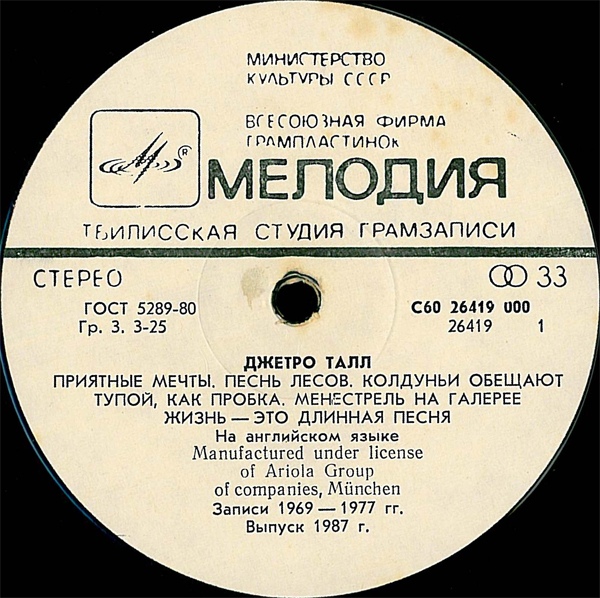 МИНИСТЕРСТВО
КУЛЬТУРЫ СССР
ВСЕСОЮЗНАЯ ФИРМА
ГРАМПЛАСТИНОК
®
МЕЛОДИЯ
ТБИЛИССКАЯ СТУДИЯ ГРАМЗАПИСИ
СТЕРЕО
33
ГОСТ 5289-80
С60 26419 000
Гр. 3. 3-25
26419 1
ДЖЕТРО ТАЛЛ
ПРИЯТНЫЕ МЕЧТЫ. ПЕСНЬ ЛЕСОВ. КОЛДУНЬИ ОБЕЩАЮТ
ТУПОЙ, КАК ПРОБКА. МЕНЕСТРЕЛЬ НА ГАЛЕРЕЕ
ЖИЗНЬ — ЭТО ДЛИННАЯ ПЕСНЯ
На английском языке
Manufactured under license
of Ariola Group
of companies, München
Записи 1969 — 1977 гг.
Выпуск 1987 г.